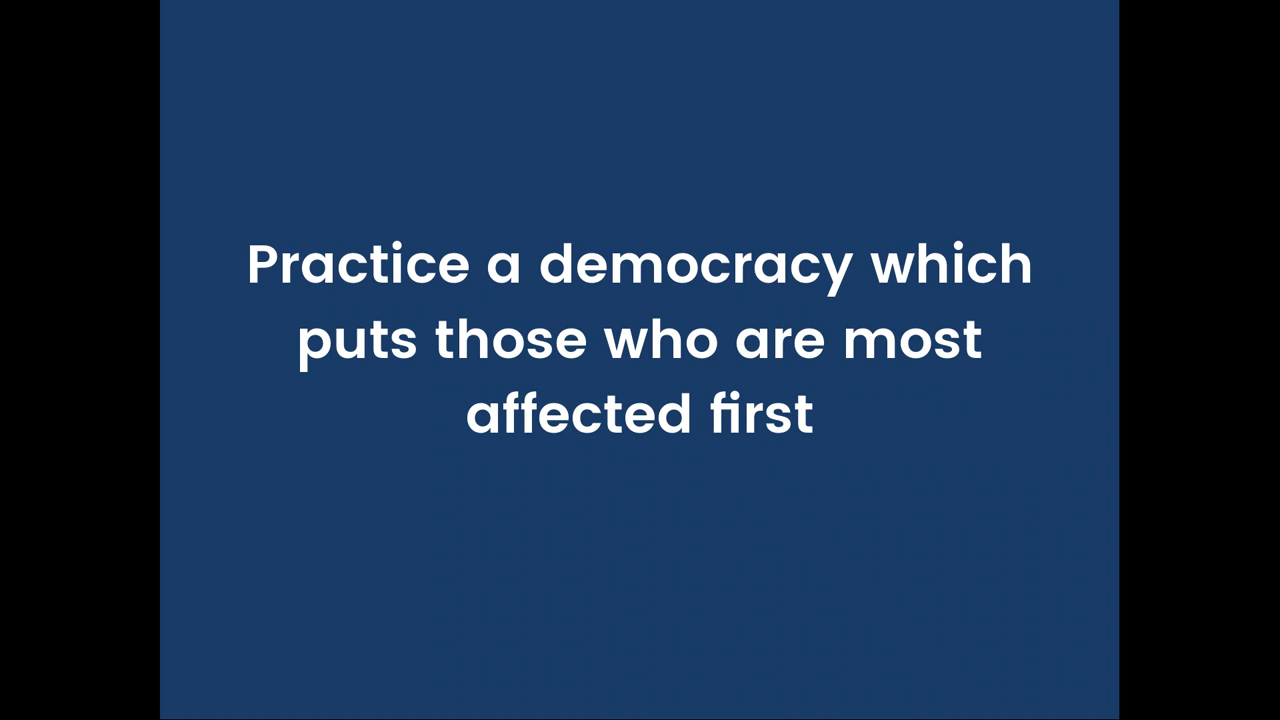 Practice a democracy which
puts those who are most
affected first